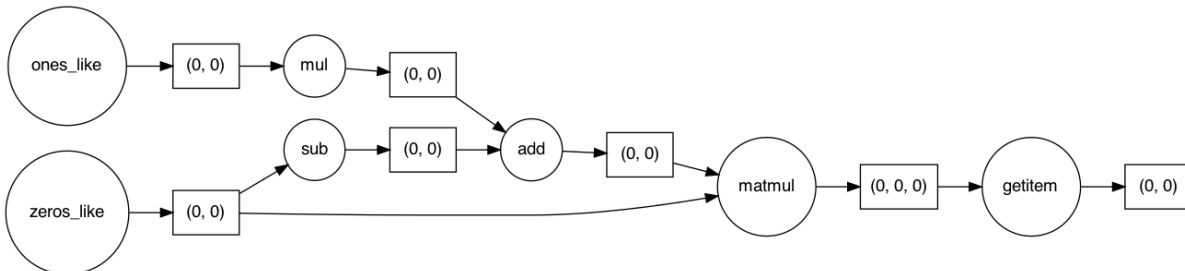 ones_like
(0, 0)
mul
(0, 0)
sub
(0, 0)
add
(0, 0)
zeros_like
(0, 0)
matmul
(0, 0, 0)
getitem
(0, 0)